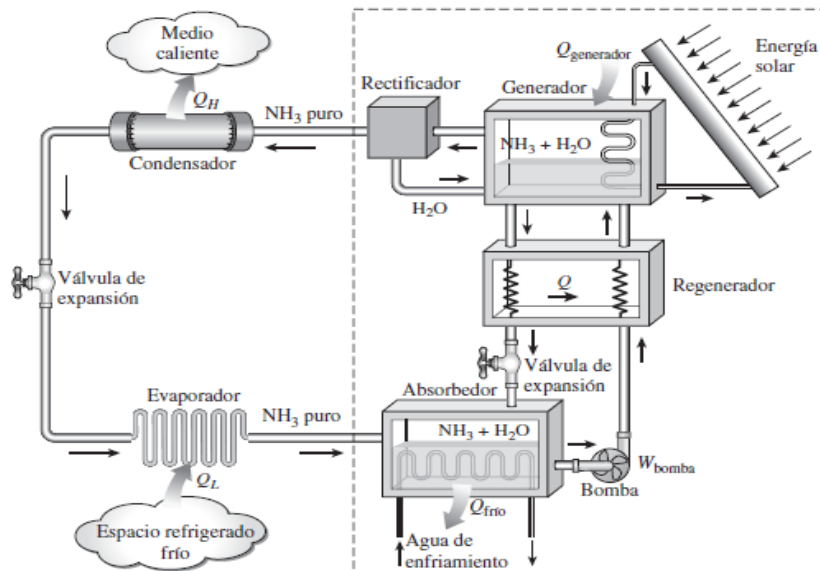 Medio
caliente
Q_H
Condensador
NH₃ puro
Rectificador
H₂O
Q_generador
Generador
NH₃ + H₂O
Energía
solar
Válvula de
expansión
Q
Regenerador
Válvula de
expansión
Evaporador
NH₃ puro
Absorbedor
NH₃ + H₂O
W_bomba
Bomba
Q_L
Q_frío
Espacio refrigerado
frío
Agua de
enfriamiento